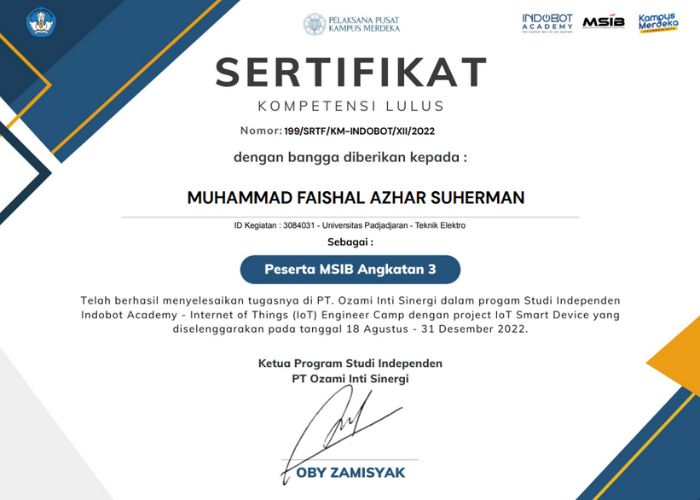 PELAKSANA PUSAT
KAMPUS MERDEKA
INDOBOT
ACADEMY
MSIB
Kampus
Merdeka
SERTIFIKAT
KOMPETENSI LULUS
Nomor: 199/SRTF/KM-INDOBOT/XII/2022
dengan bangga diberikan kepada :
MUHAMMAD FAISHAL AZHAR SUHERMAN
ID Kegiatan : 3084031 - Universitas Padjadjaran - Teknik Elektro
Sebagai :
Peserta MSIB Angkatan 3
Telah berhasil menyelesaikan tugasnya di PT. Ozami Inti Sinergi dalam progam Studi Independen
Indobot Academy - Internet of Things (IoT) Engineer Camp dengan project IoT Smart Device yang
diselenggarakan pada tanggal 18 Agustus - 31 Desember 2022.
Ketua Program Studi Independen
PT Ozami Inti Sinergi
OBY ZAMISYAK